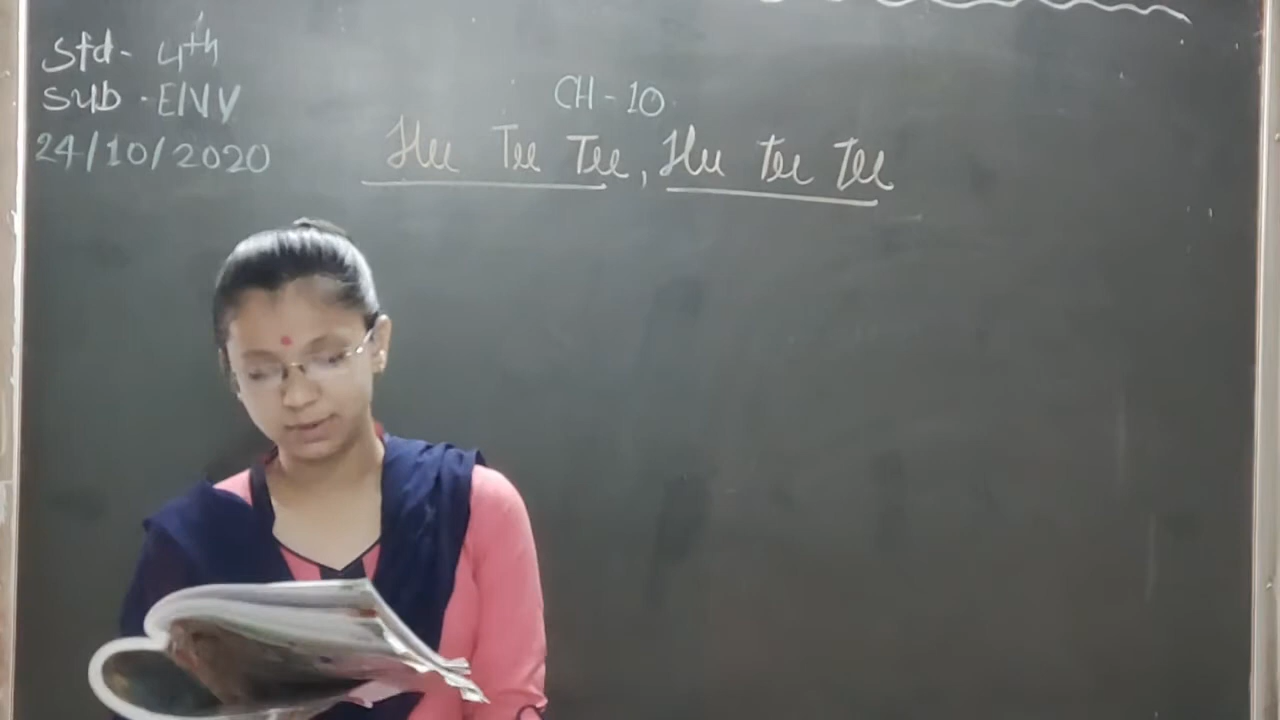 Std- 4th
Sub - ENV
24/10/2020
CH-10
Hu Tu Tu, Hu tu tu